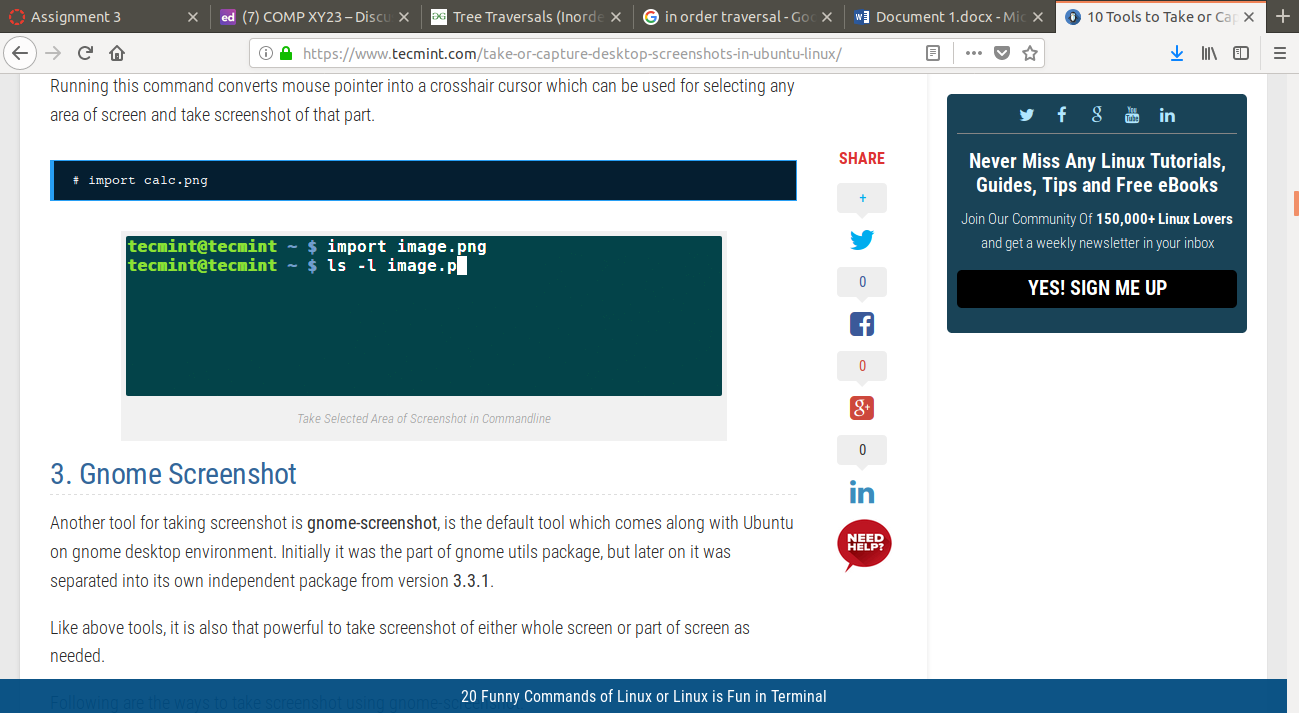 Assignment 3
ed (7) COMP XY23 – Discu
Tree Traversals (Inorde
in order traversal - Goo
Document 1.docx - Mic
10 Tools to Take or Cap
https://www.tecmint.com/take-or-capture-desktop-screenshots-in-ubuntu-linux/
Running this command converts mouse pointer into a crosshair cursor which can be used for selecting any
area of screen and take screenshot of that part.
# import calc.png
tecmint@tecmint ~ $ import image.png
tecmint@tecmint ~ $ ls -l image.p
Take Selected Area of Screenshot in Commandline
3. Gnome Screenshot
Another tool for taking screenshot is gnome-screenshot, is the default tool which comes along with Ubuntu
on gnome desktop environment. Initially it was the part of gnome utils package, but later on it was
separated into its own independent package from version 3.3.1.
Like above tools, it is also that powerful to take screenshot of either whole screen or part of screen as
needed.
Following are the ways to take screenshot using gnome-screenshot
20 Funny Commands of Linux or Linux is Fun in Terminal
SHARE
+
0
0
g+
0
in
NEED
HELP?
You
Tube
in
Never Miss Any Linux Tutorials,
Guides, Tips and Free eBooks
Join Our Community Of 150,000+ Linux Lovers
and get a weekly newsletter in your inbox
YES! SIGN ME UP